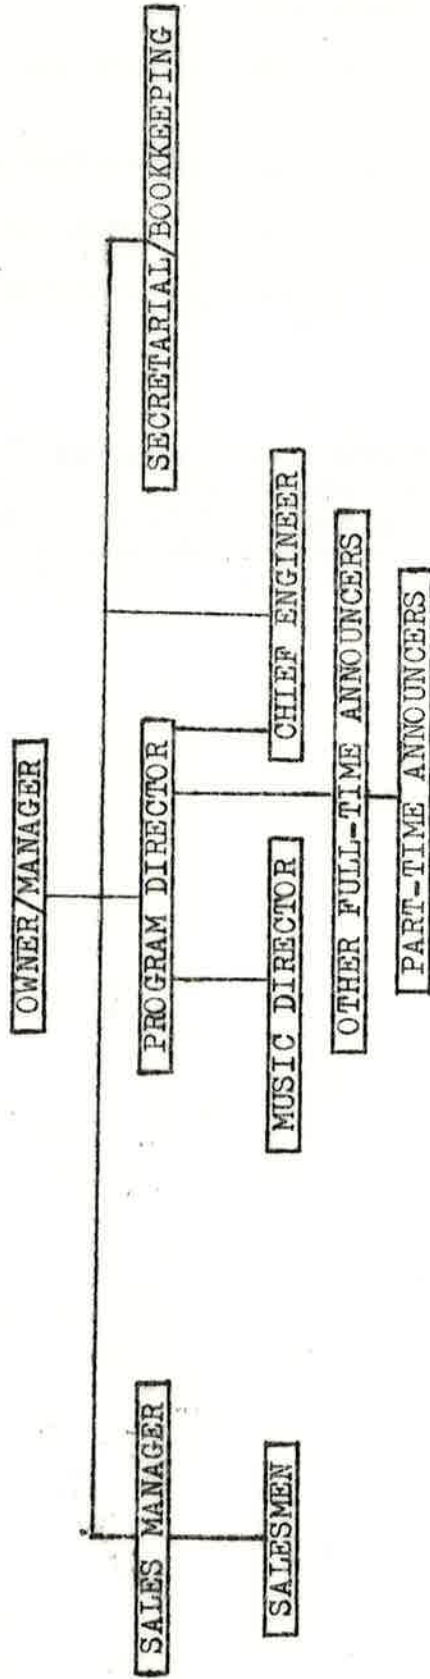 OWNER/MANAGER
SALES MANAGER
PROGRAM DIRECTOR
SECRETARIAL/BOOKKEEPING
SALESMEN
MUSIC DIRECTOR
CHIEF ENGINEER
OTHER FULL-TIME ANNOUNCERS
PART-TIME ANNOUNCERS